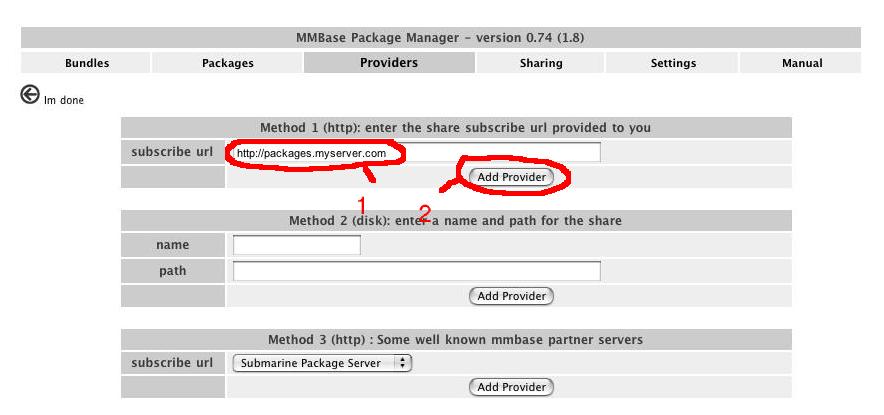 MMBase Package Manager - version 0.74 (1.8)
Bundles Packages Providers Sharing Settings Manual
Im done
Method 1 (http): enter the share subscribe url provided to you
subscribe url http://packages.myserver.com
Add Provider
1 2
Method 2 (disk): enter a name and path for the share
name
path
Add Provider
Method 3 (http) : Some well known mmbase partner servers
subscribe url Submarine Package Server
Add Provider